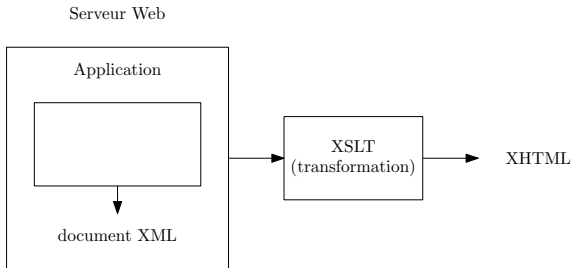 Serveur Web
Application
XSLT
(transformation)
XHTML
document XML